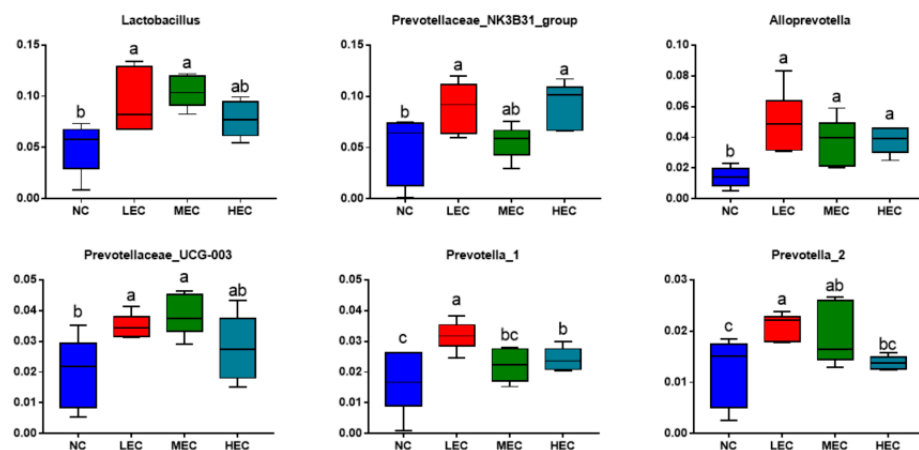 Lactobacillus
0.15
0.10
0.05
0.00
b
a
a
ab
NC LEC MEC HEC
Prevotellaceae_NK3B31_group
0.15
0.10
0.05
0.00
b
a
ab
a
NC LEC MEC HEC
Alloprevotella
0.10
0.08
0.06
0.04
0.02
0.00
b
a
a
a
NC LEC MEC HEC
Prevotellaceae_UCG-003
0.05
0.04
0.03
0.02
0.01
0.00
b
a
a
ab
NC LEC MEC HEC
Prevotella_1
0.05
0.04
0.03
0.02
0.01
0.00
c
a
bc
b
NC LEC MEC HEC
Prevotella_2
0.03
0.02
0.01
0.00
c
a
ab
bc
NC LEC MEC HEC